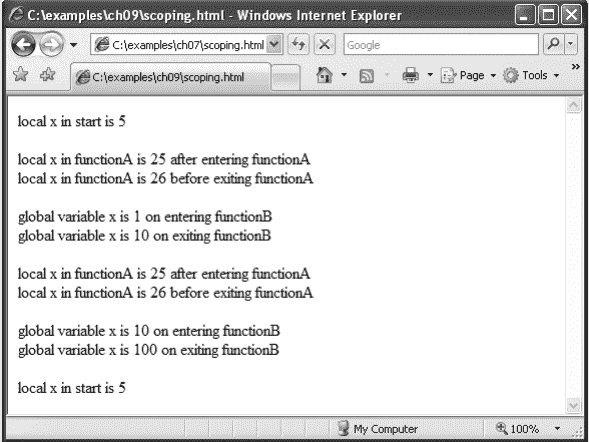 C:\examples\ch09\scoping.html - Windows Internet Explorer
C:\examples\ch07\scoping.html
Google
C:\examples\ch09\scoping.html
Page
Tools
»
local x in start is 5
local x in functionA is 25 after entering functionA
local x in functionA is 26 before exiting functionA
global variable x is 1 on entering functionB
global variable x is 10 on exiting functionB
local x in functionA is 25 after entering functionA
local x in functionA is 26 before exiting functionA
global variable x is 10 on entering functionB
global variable x is 100 on exiting functionB
local x in start is 5
My Computer
100%